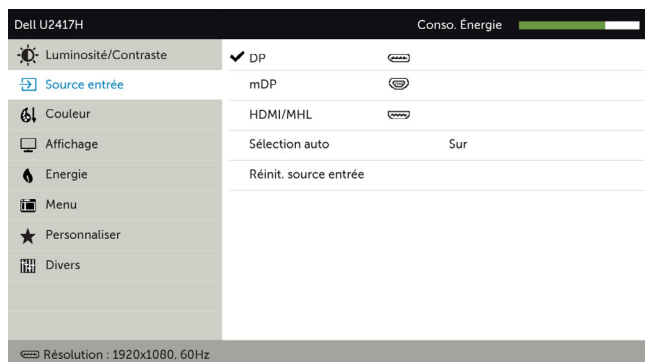 Dell U2417H Conso. Énergie
Luminosité/Contraste DP
Source entrée mDP
Couleur HDMI/MHL
Affichage Sélection auto Sur
Energie Réinit. source entrée
Menu
Personnaliser
Divers
Résolution : 1920x1080, 60Hz